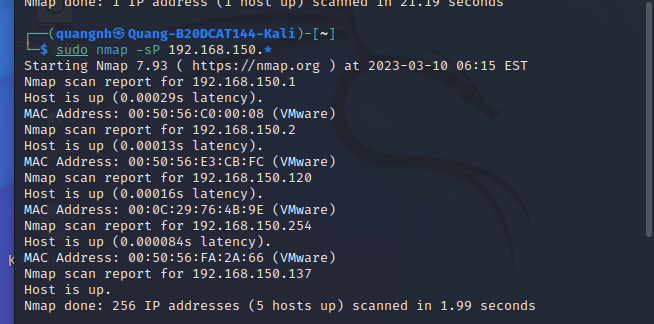 Nmap done: 1 IP address (1 host up) scanned in 21.19 seconds
┌──(quangnh㉿Quang-B20DCAT144-Kali)-[~]
└─$ sudo nmap -sP 192.168.150.*
Starting Nmap 7.93 ( https://nmap.org ) at 2023-03-10 06:15 EST
Nmap scan report for 192.168.150.1
Host is up (0.00029s latency).
MAC Address: 00:50:56:C0:00:08 (VMware)
Nmap scan report for 192.168.150.2
Host is up (0.00013s latency).
MAC Address: 00:50:56:E3:CB:FC (VMware)
Nmap scan report for 192.168.150.120
Host is up (0.00016s latency).
MAC Address: 00:0C:29:76:4B:9E (VMware)
Nmap scan report for 192.168.150.254
Host is up (0.000084s latency).
MAC Address: 00:50:56:FA:2A:66 (VMware)
K
Nmap scan report for 192.168.150.137
Host is up.
Nmap done: 256 IP addresses (5 hosts up) scanned in 1.99 seconds